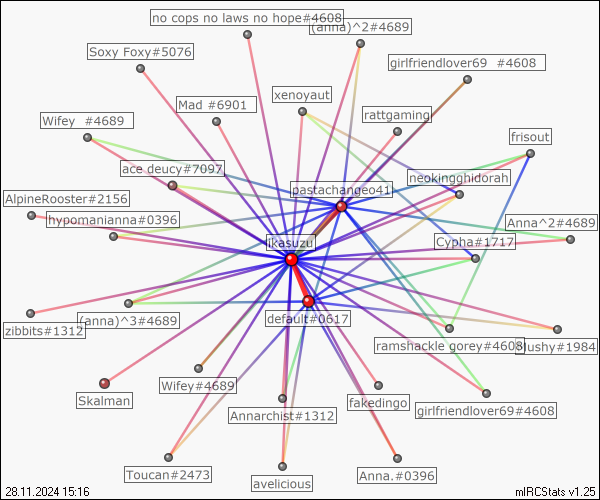 no cops no laws no hope#4608
(anna)^2#4689
Soxy Foxy#5076
girlfriendlover69 #4608
xenoyaut
Mad #6901
rattgaming
Wifey #4689
frisout
ace.deucy#7097
neokingghidorah
pastachangeo41
AlpineRooster#2156
hypomanianna#0396
Anna^2#4689
ikasuzu
Cypha#1717
zibbits#1312
(anna)^3#4689
default#0617
ramshackle gorey#4608
Skalman
Wifey#4689
fakedingo
Annarchist#1312
girlfriendlover69#4608
Toucan#2473
avelicious
Anna.#0396
28.11.2024 15:16
mIRCStats v1.25